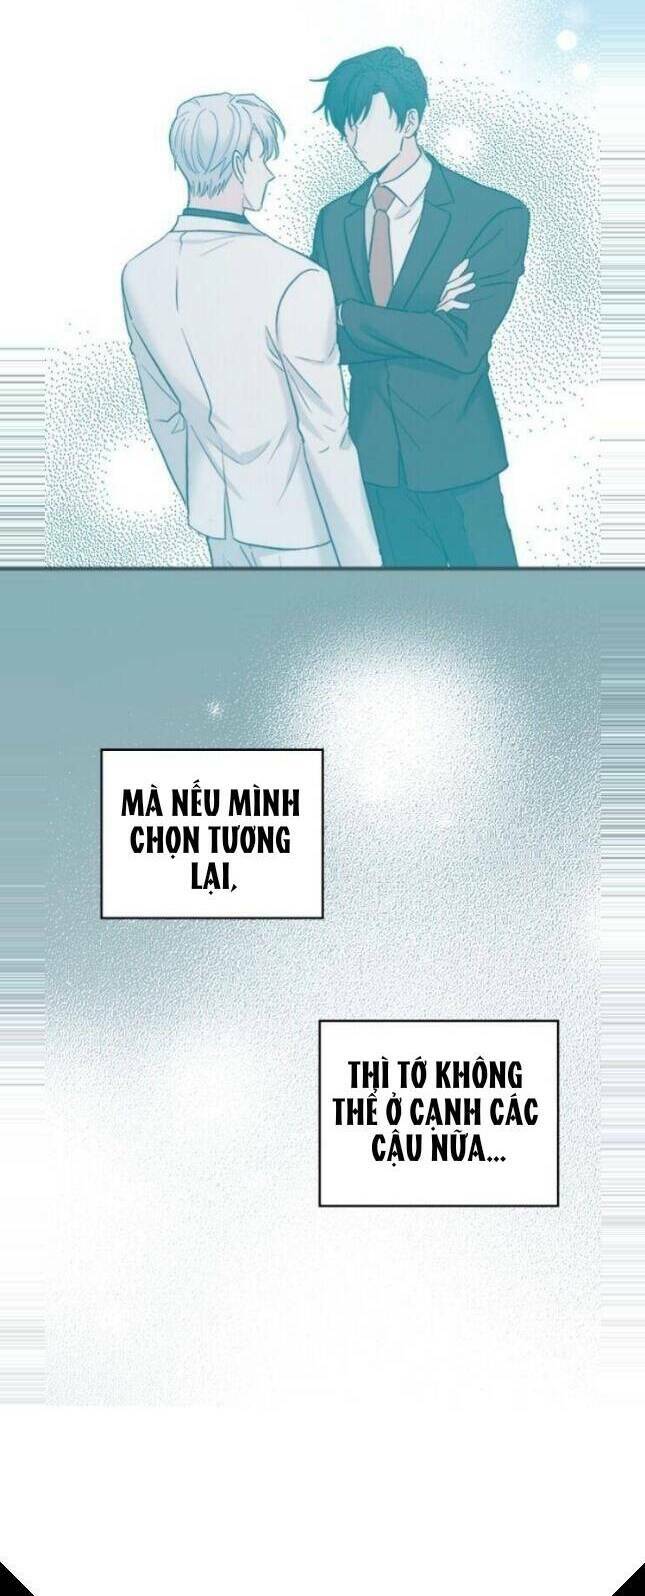 MÀ NẾU MÌNH
CHỌN TƯƠNG
LẠI,
THÌ TỚ KHÔNG
THỂ Ở CẠNH CÁC
CẬU NỮA...